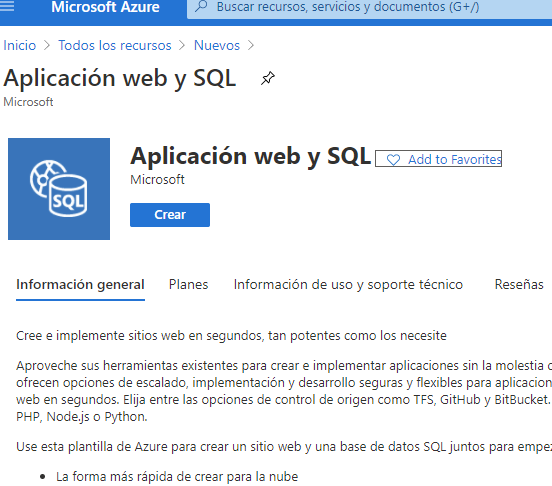 Microsoft Azure
Buscar recursos, servicios y documentos (G+/)
Inicio > Todos los recursos > Nuevos >
Aplicación web y SQL
Microsoft
SQL
Aplicación web y SQL
Add to Favorites
Microsoft
Crear
Información general Planes Información de uso y soporte técnico Reseñas
Cree e implemente sitios web en segundos, tan potentes como los necesite
Aproveche sus herramientas existentes para crear e implementar aplicaciones sin la molestia
ofrecen opciones de escalado, implementación y desarrollo seguras y flexibles para aplicacion
web en segundos. Elija entre las opciones de control de origen como TFS, GitHub y BitBucket.
PHP, Node.js o Python.
Use esta plantilla de Azure para crear un sitio web y una base de datos SQL juntos para empez
• La forma más rápida de crear para la nube